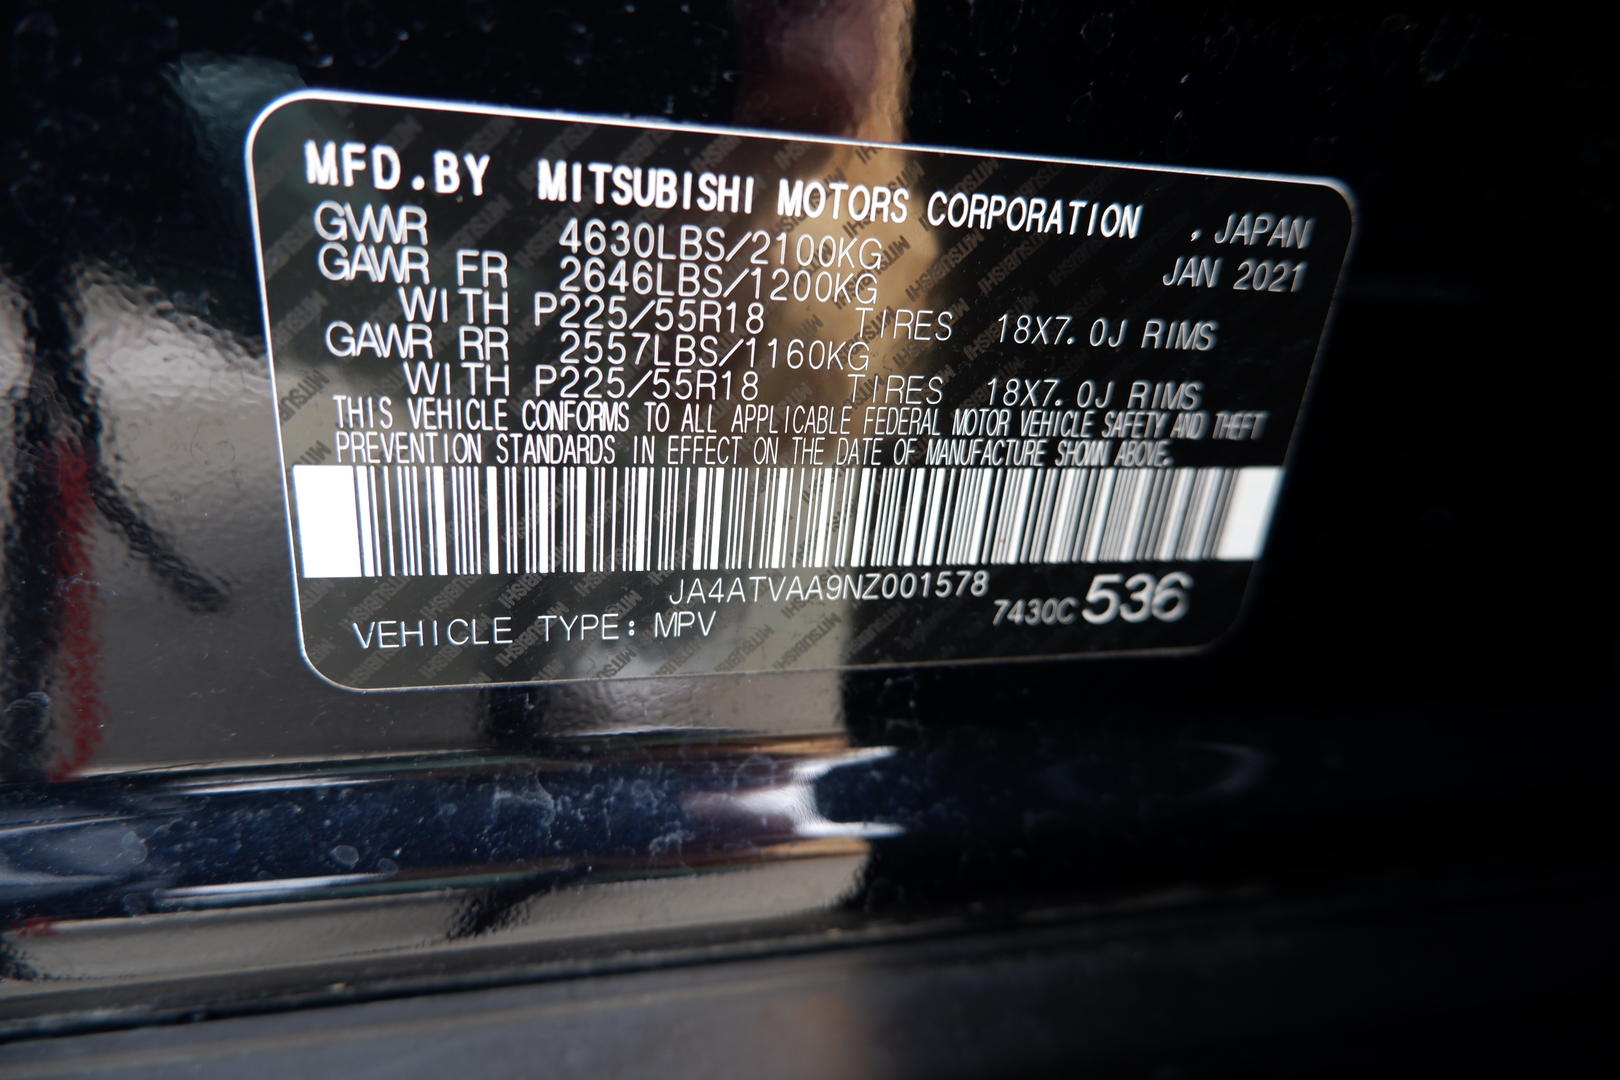 MFD.BY MITSUBISHI MOTORS CORPORATION , JAPAN
GVWR 4630LBS/2100KG JAN 2021
GAWR FR 2646LBS/1200KG
WITH P225/55R18 TIRES 18X7.0J RIMS
GAWR RR 2557LBS/1160KG
WITH P225/55R18 TIRES 18X7.0J RIMS
THIS VEHICLE CONFORMS TO ALL APPLICABLE FEDERAL MOTOR VEHICLE SAFETY AND THEFT
PREVENTION STANDARDS IN EFFECT ON THE DATE OF MANUFACTURE SHOWN ABOVE.
JA4ATVAA9NZ001578
VEHICLE TYPE: MPV 7430C 536